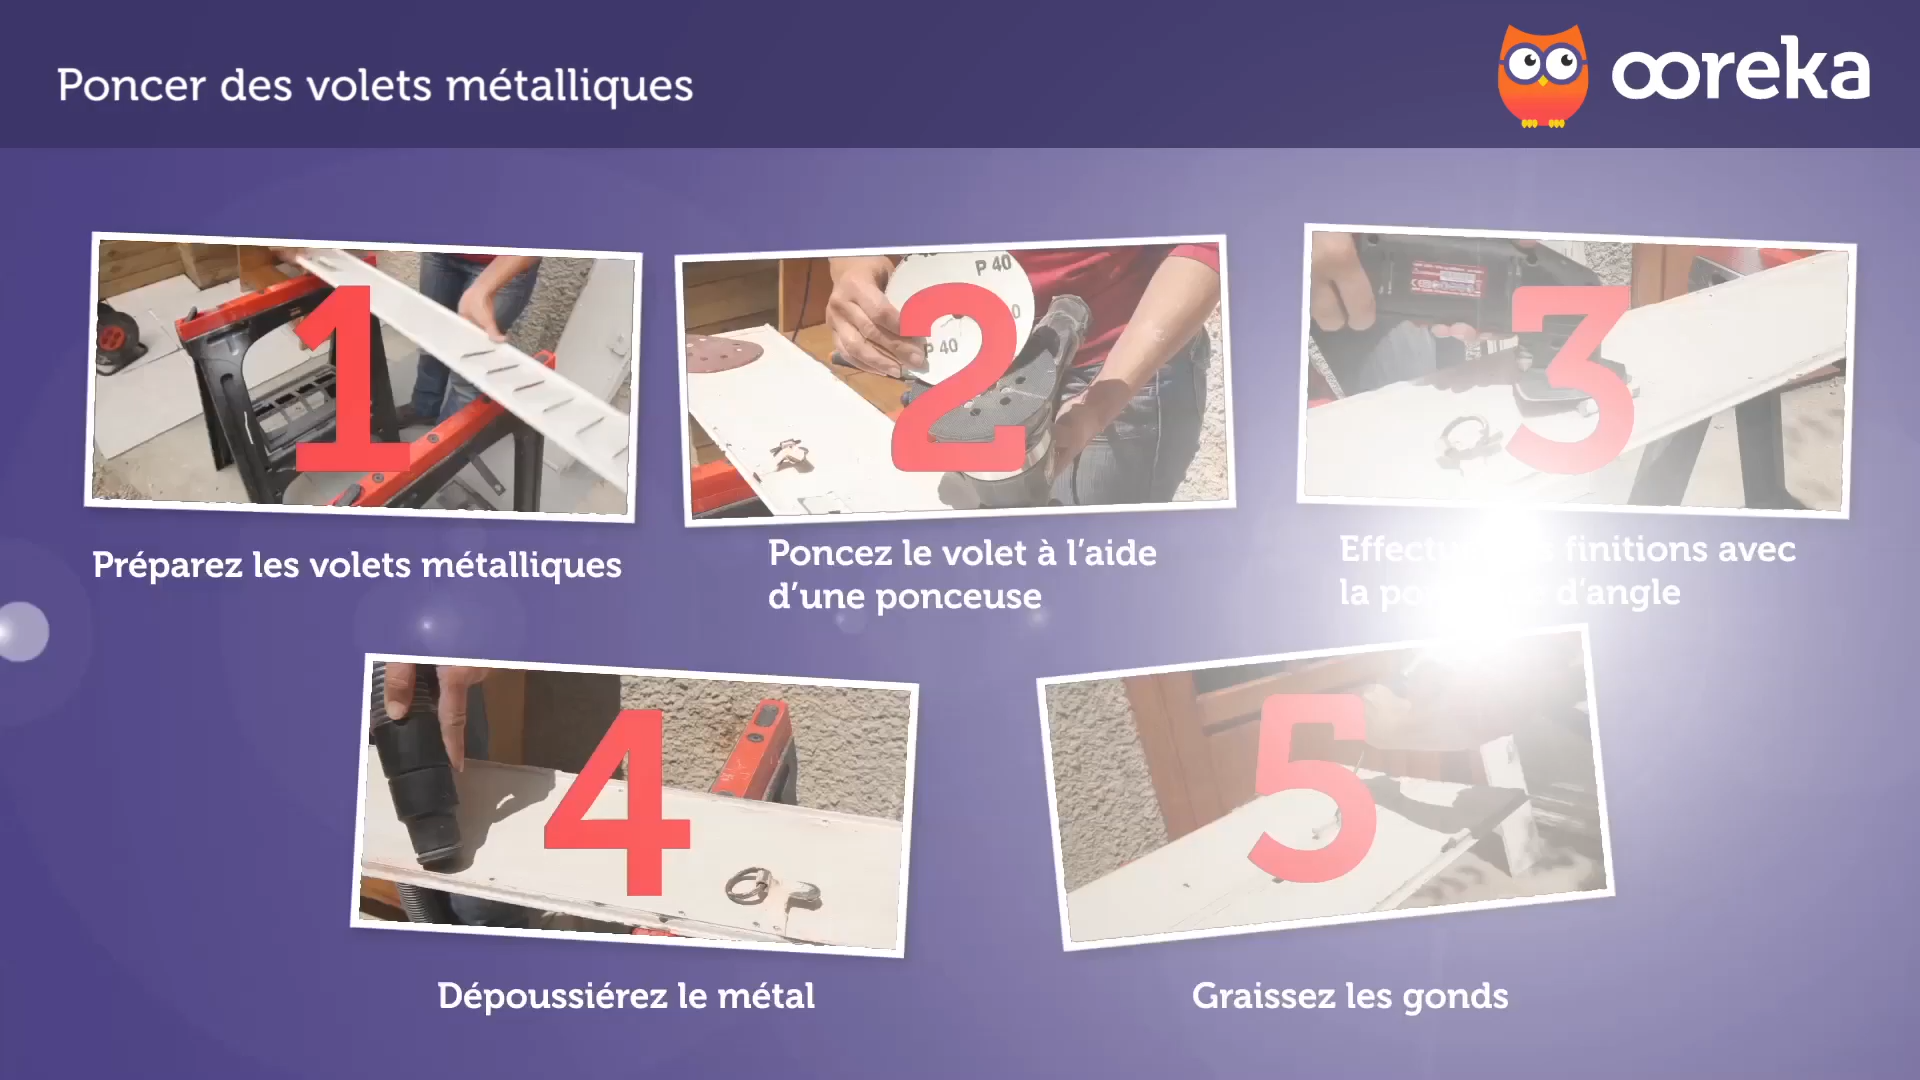 Poncer des volets métalliques
ooreka
1
P 40
P 40
2
3
Préparez les volets métalliques
Poncez le volet à l’aide
d’une ponceuse
finitions avec
la d’angle
4
5
Dépoussiérez le métal
Graissez les gonds